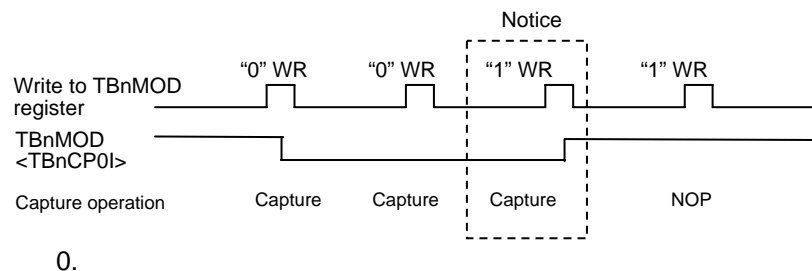 Notice
“0” WR “0” WR “1” WR “1” WR
Write to TBnMOD
register
TBnMOD
<TBnCP0I>
Capture operation Capture Capture Capture NOP
0.